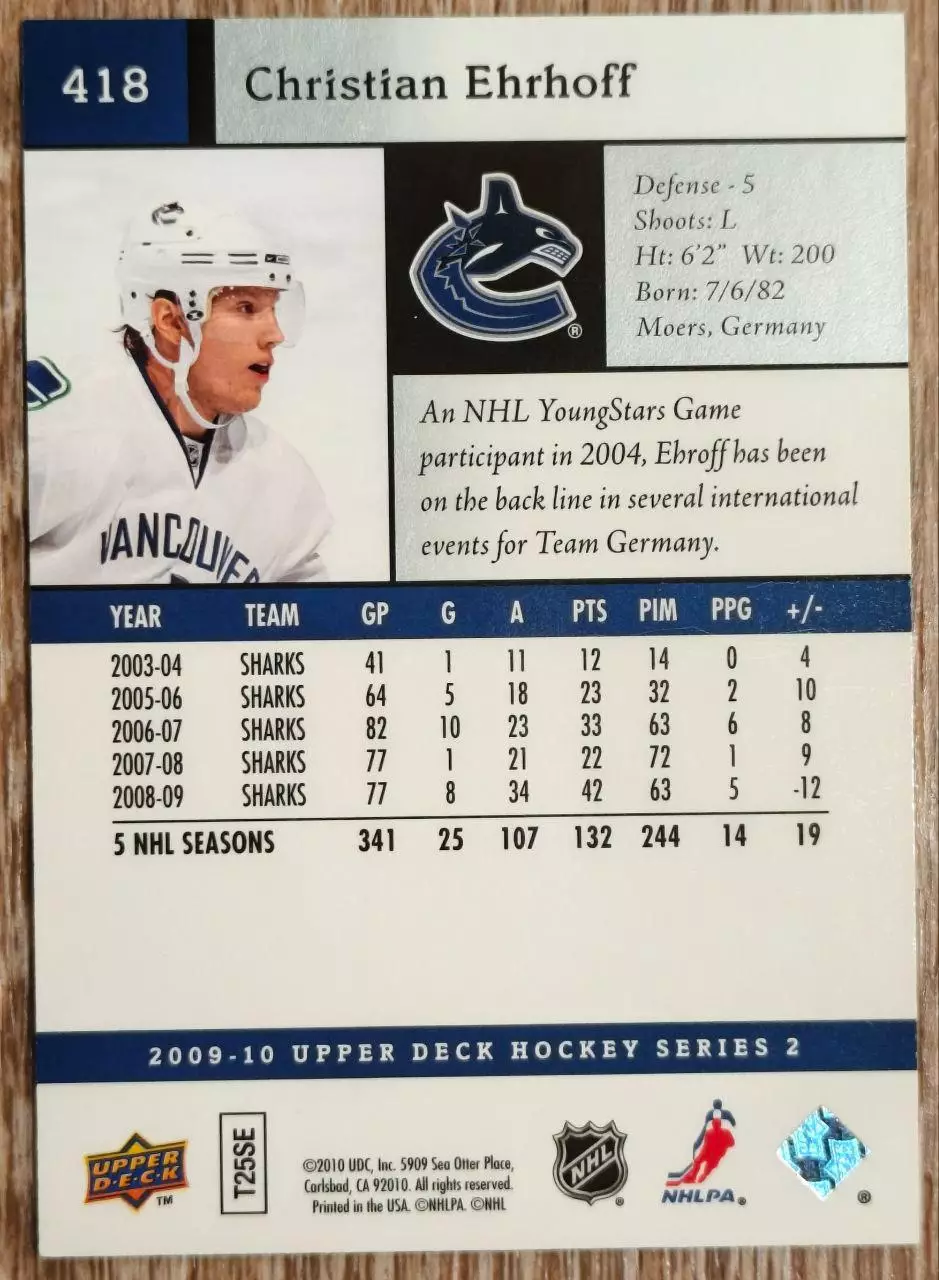 418
Christian Ehrhoff
Defense - 5
Shoots: L
Ht: 6'2" Wt: 200
Born: 7/6/82
Moers, Germany
®
VANCOUVER
An NHL YoungStars Game
participant in 2004, Ehroff has been
on the back line in several international
events for Team Germany.
YEAR TEAM GP G A PTS PIM PPG +/-
2003-04 SHARKS 41 1 11 12 14 0 4
2005-06 SHARKS 64 5 18 23 32 2 10
2006-07 SHARKS 82 10 23 33 63 6 8
2007-08 SHARKS 77 1 21 22 72 1 9
2008-09 SHARKS 77 8 34 42 63 5 -12
5 NHL SEASONS 341 25 107 132 244 14 19
2009-10 UPPER DECK HOCKEY SERIES 2
UPPER
D·E·C·K
TM
T25SE
©2010 UDC, Inc. 5909 Sea Otter Place,
Carlsbad, CA 92010. All rights reserved.
Printed in the USA. ©NHLPA. ©NHL
NHL
®
NHLPA®
®